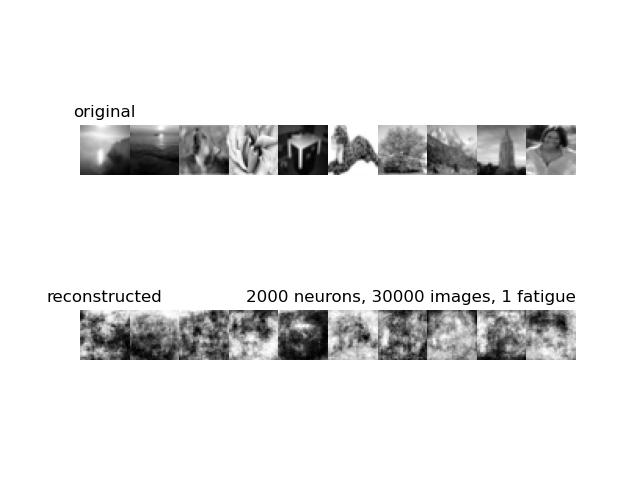 original
reconstructed
2000 neurons, 30000 images, 1 fatigue